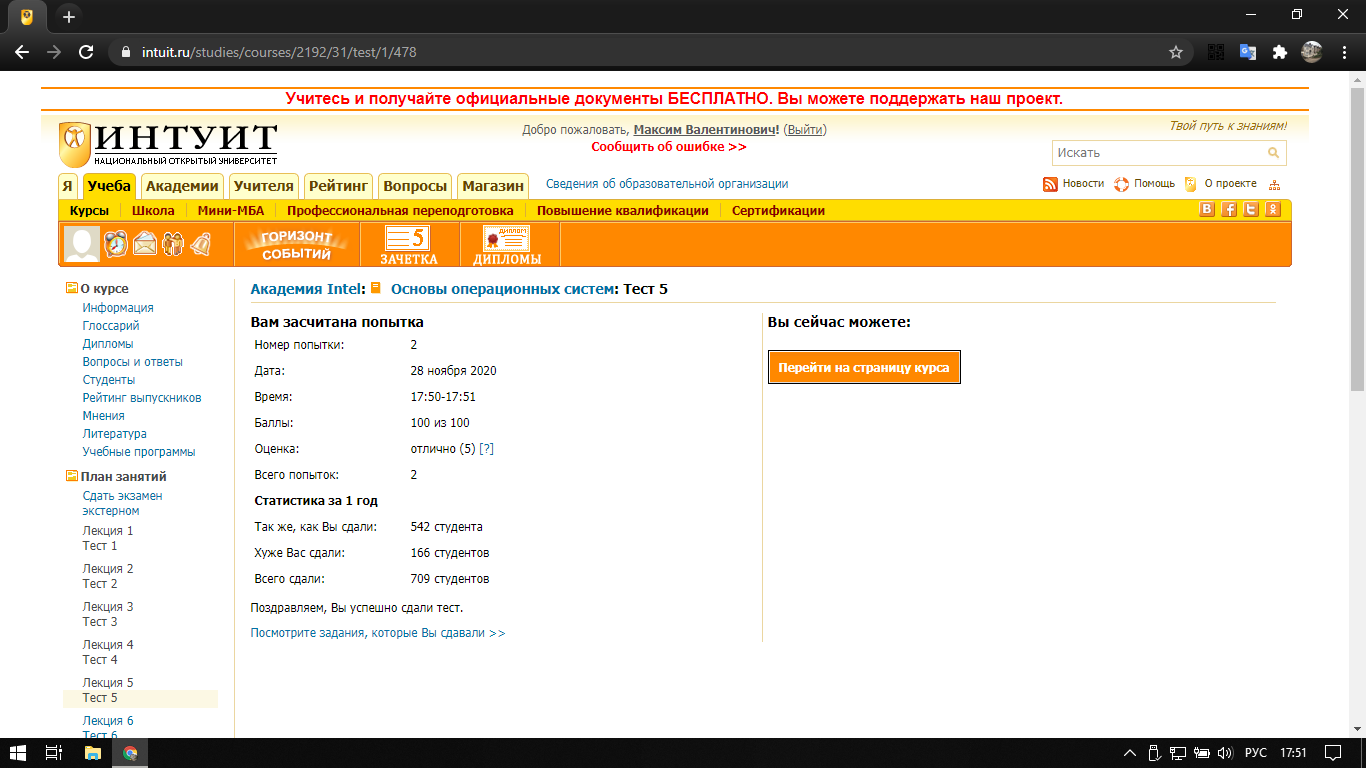 intuit.ru/studies/courses/2192/31/test/1/478
Учитесь и получайте официальные документы БЕСПЛАТНО. Вы можете поддержать наш проект.
ИНТУИТ
НАЦИОНАЛЬНЫЙ ОТКРЫТЫЙ УНИВЕРСИТЕТ
Добро пожаловать, Максим Валентинович! (Выйти)
Сообщить об ошибке >>
Твой путь к знаниям!
Искать
Я Учеба Академии Учителя Рейтинг Вопросы Магазин Сведения об образовательной организации Новости Помощь О проекте
Курсы Школа Мини-МБА Профессиональная переподготовка Повышение квалификации Сертификации
ГОРИЗОНТ СОБЫТИЙ
5
ЗАЧЕТКА
ДИПЛОМ
ДИПЛОМЫ
О курсе
Информация
Глоссарий
Дипломы
Вопросы и ответы
Студенты
Рейтинг выпускников
Мнения
Литература
Учебные программы
План занятий
Сдать экзамен
экстерном
Лекция 1
Тест 1
Лекция 2
Тест 2
Лекция 3
Тест 3
Лекция 4
Тест 4
Лекция 5
Тест 5
Лекция 6
Тест 6
Академия Intel: Основы операционных систем: Тест 5
Вам засчитана попытка
Номер попытки: 2
Дата: 28 ноября 2020
Время: 17:50-17:51
Баллы: 100 из 100
Оценка: отлично (5) [?]
Всего попыток: 2
Статистика за 1 год
Так же, как Вы сдали: 542 студента
Хуже Вас сдали: 166 студентов
Всего сдали: 709 студентов
Поздравляем, Вы успешно сдали тест.
Посмотрите задания, которые Вы сдавали >>
Вы сейчас можете:
Перейти на страницу курса
РУС 17:51